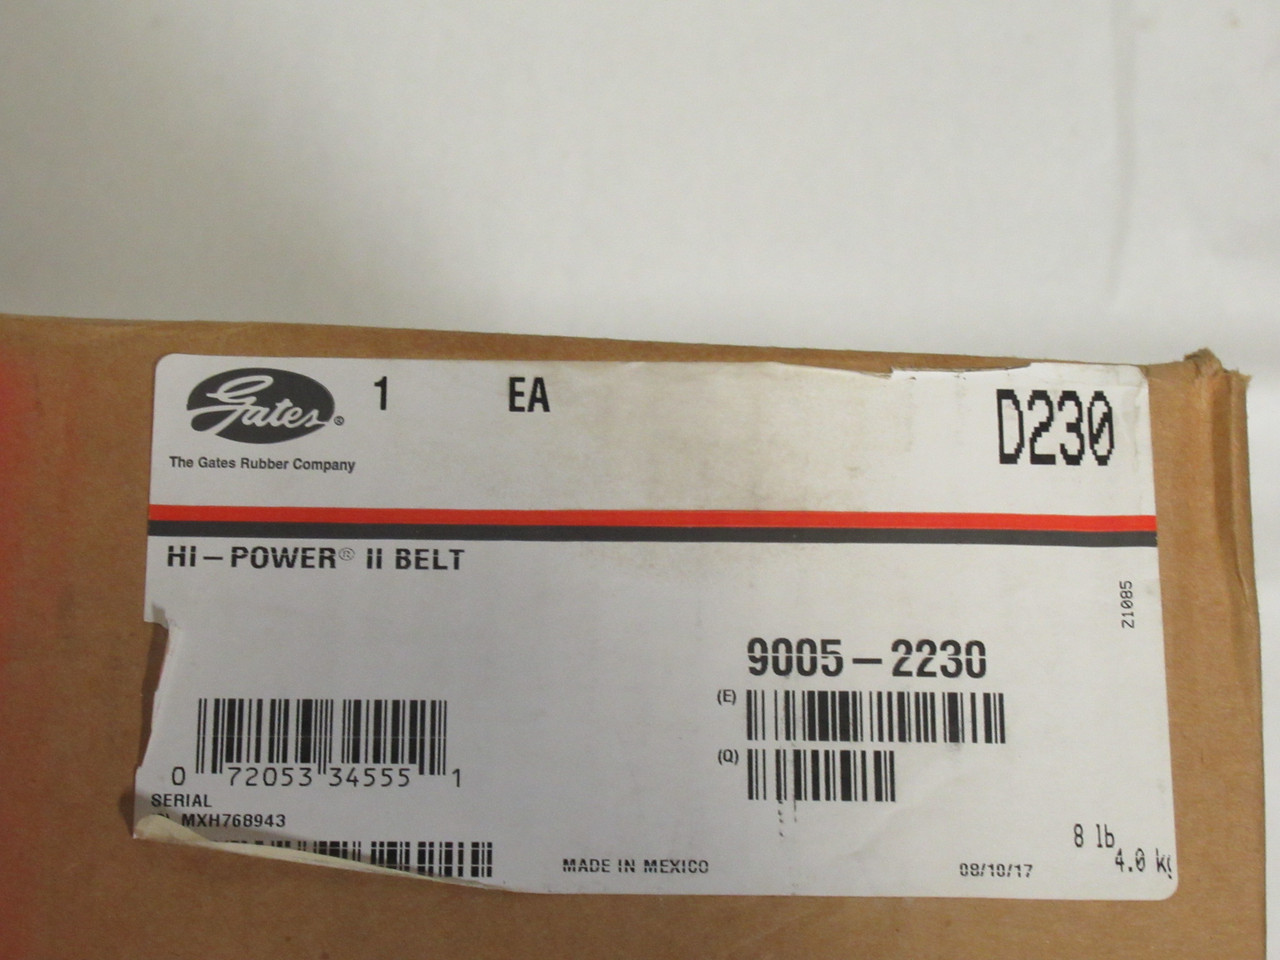 Gates®
1 EA
D230
The Gates Rubber Company
HI-POWER® II BELT
Z1085
9005-2230
(E)
(Q)
0 72053 34555 1
SERIAL
MXH768943
MADE IN MEXICO
08/10/17
8 lb
4.0 kg